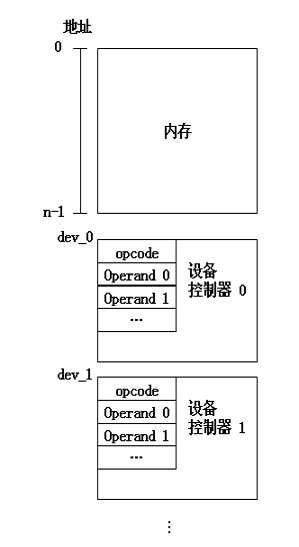 地址
0
内存
n-1
dev_0
opcode
Operand 0
Operand 1
...
设备
控制器 0
dev_1
opcode
Operand 0
Operand 1
...
设备
控制器 1
⋮